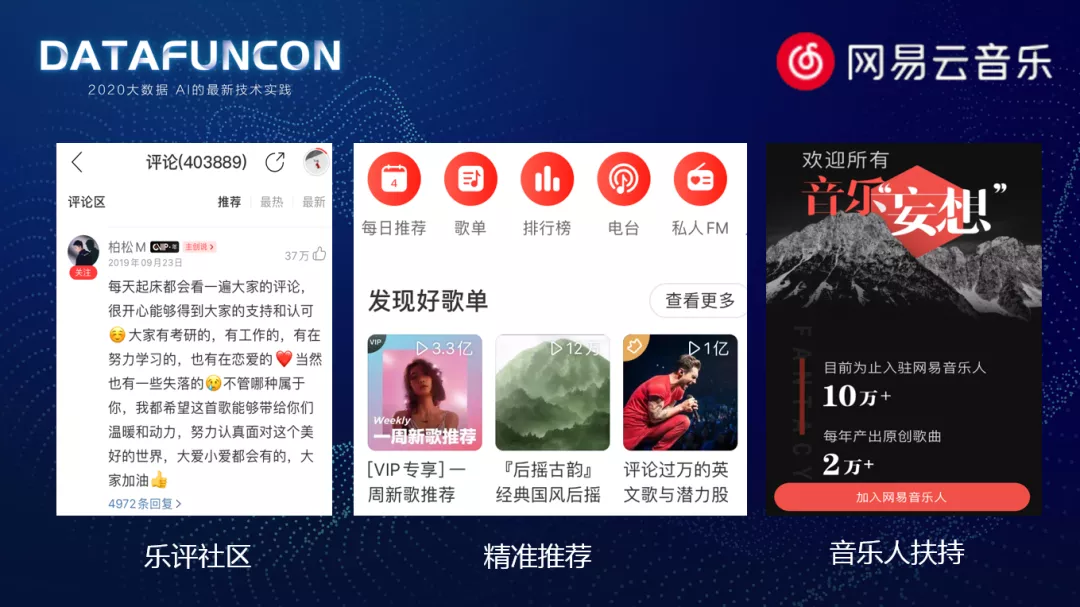 DATAFUNCON
2020大数据 AI的最新技术实践
网易云音乐
评论(403889)
评论区
推荐
最热
最新
柏松M
2019年09月23日
37万
关注
每天起床都会看一遍大家的评论，
很开心能够得到大家的支持和认可
☺️大家有考研的，有工作的，有在
努力学习的，也有在恋爱的❤️当然
也有一些失落的😢不管哪种属于
你，我都希望这首歌能够带给你们
温暖和动力，努力认真面对这个美
好的世界，大爱小爱都会有的，大
家加油👍
4972条回复>
乐评社区
4
每日推荐
歌单
排行榜
电台
私人FM
发现好歌单
查看更多
VIP
3.3亿
Weekly
一周新歌推荐
[VIP专享]一
周新歌推荐
12万
『后摇古韵』
经典国风后摇
1亿
评论过万的英
文歌与潜力股
精准推荐
欢迎所有
音乐“妄想”
目前为止入驻网易音乐人
10万+
每年产出原创歌曲
2万+
加入网易音乐人
音乐人扶持